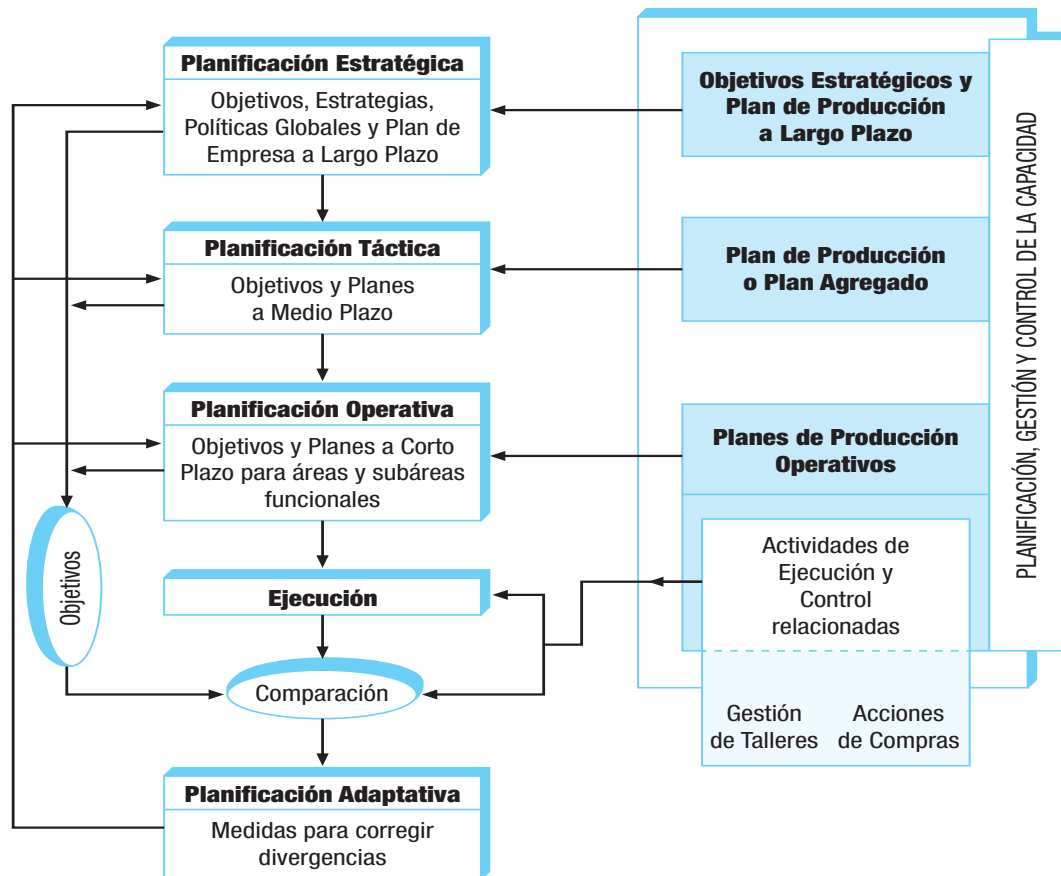 Planificación Estratégica
Objetivos, Estrategias,
Políticas Globales y Plan de
Empresa a Largo Plazo
Planificación Táctica
Objetivos y Planes
a Medio Plazo
Planificación Operativa
Objetivos y Planes a Corto
Plazo para áreas y subáreas
funcionales
Objetivos
Ejecución
Comparación
Planificación Adaptativa
Medidas para corregir
divergencias
Objetivos Estratégicos y
Plan de Producción
a Largo Plazo
Plan de Producción
o Plan Agregado
Planes de Producción
Operativos
Actividades de
Ejecución y
Control
relacionadas
Gestión
de Talleres
Acciones
de Compras
PLANIFICACIÓN, GESTIÓN Y CONTROL DE LA CAPACIDAD